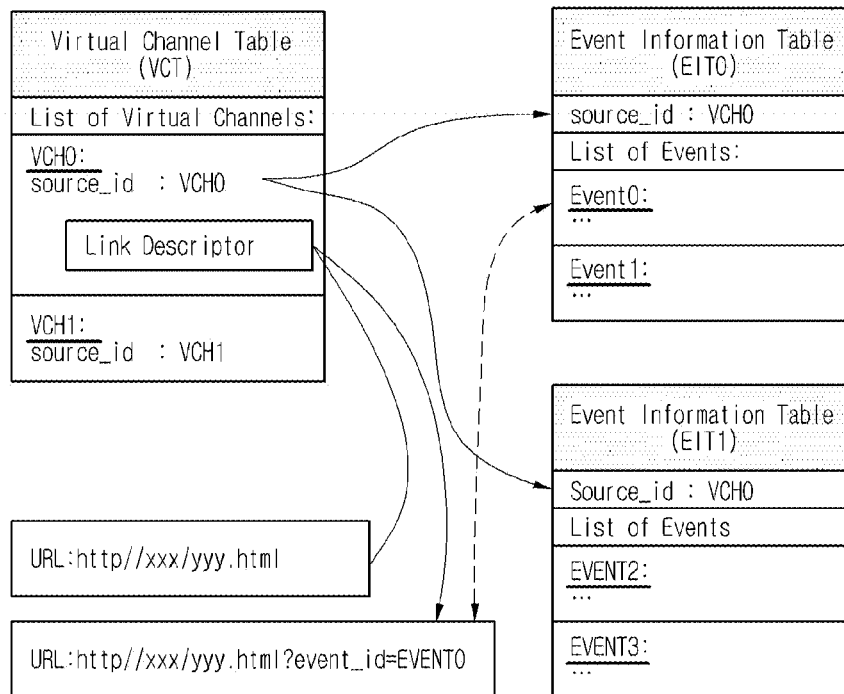 Virtual Channel Table
(VCT)
List of Virtual Channels:
VCH0:
source_id : VCH0
Link Descriptor
VCH1:
source_id : VCH1
URL:http//xxx/yyy.html
URL:http//xxx/yyy.html?event_id=EVENT0
Event Information Table
(EIT0)
source_id : VCH0
List of Events:
Event0:
...
Event1:
...
Event Information Table
(EIT1)
Source_id : VCH0
List of Events
EVENT2:
...
EVENT3:
...